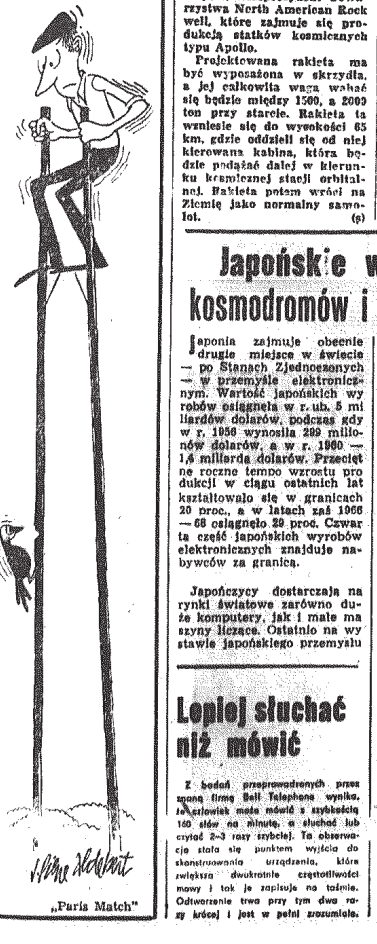 rzystwa North American Rock
well, które zajmuje się pro-
dukcją statków kosmicznych
typu Apollo.
Projektowana rakieta ma
być wyposażona w skrzydła,
a jej całkowita waga wahać
się będzie między 1500, a 2000
ton przy starcie. Rakieta ta
wzniesie się do wysokości 65
km, gdzie oddzieli się od niej
kierowana kabina, która bę-
dzie podążać dalej w kierun-
ku kosmicznej stacji orbital-
nej. Rakieta potem wróci na
Ziemię jako normalny samo-
lot. (s)
Japońskie w
kosmodromów i
Japonia zajmuje obecnie
drugie miejsce w świecie
— po Stanach Zjednoczonych
— w przemyśle elektronicz-
nym. Wartość japońskich wy
robów osiągnęła w r. ub. 5 mi
liardów dolarów, podczas gdy
w r. 1956 wynosiła 299 milio-
nów dolarów, a w r. 1960 —
1,4 miliarda dolarów. Przecięt
ne roczne tempo wzrostu pro
dukcji w ciągu ostatnich lat
kształtowało się w granicach
20 proc., a w latach zaś 1966
— 68 osiągnęło 29 proc. Czwar
ta część japońskich wyrobów
elektronicznych znajduje na-
bywców za granicą.
Japończycy dostarczają na
rynki światowe zarówno du-
że komputery, jak i małe ma
szyny liczące. Ostatnio na wy
stawie japońskiego przemysłu
Lepiej słuchać
niż mówić
Z badań przeprowadzonych przez
znaną firmę Bell Telephone wynika,
że człowiek może mówić z szybkością
160 słów na minutę, a słuchać lub
czytać 2—3 razy szybciej. Ta obserwa-
cja stała się punktem wyjścia do
skonstruowania urządzenia, które
zwiększa dwukrotnie częstotliwości
mowy i tak je zapisuje na taśmie.
Odtworzenie trwa przy tym dwa ra-
zy krócej i jest w pełni zrozumiałe.
„Paris Match"